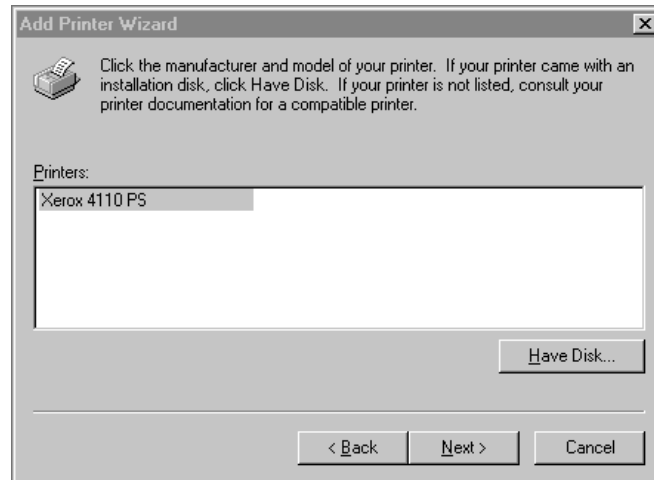 Add Printer Wizard
Click the manufacturer and model of your printer. If your printer came with an
installation disk, click Have Disk. If your printer is not listed, consult your
printer documentation for a compatible printer.
Printers:
Xerox 4110 PS
Have Disk...
< Back Next > Cancel